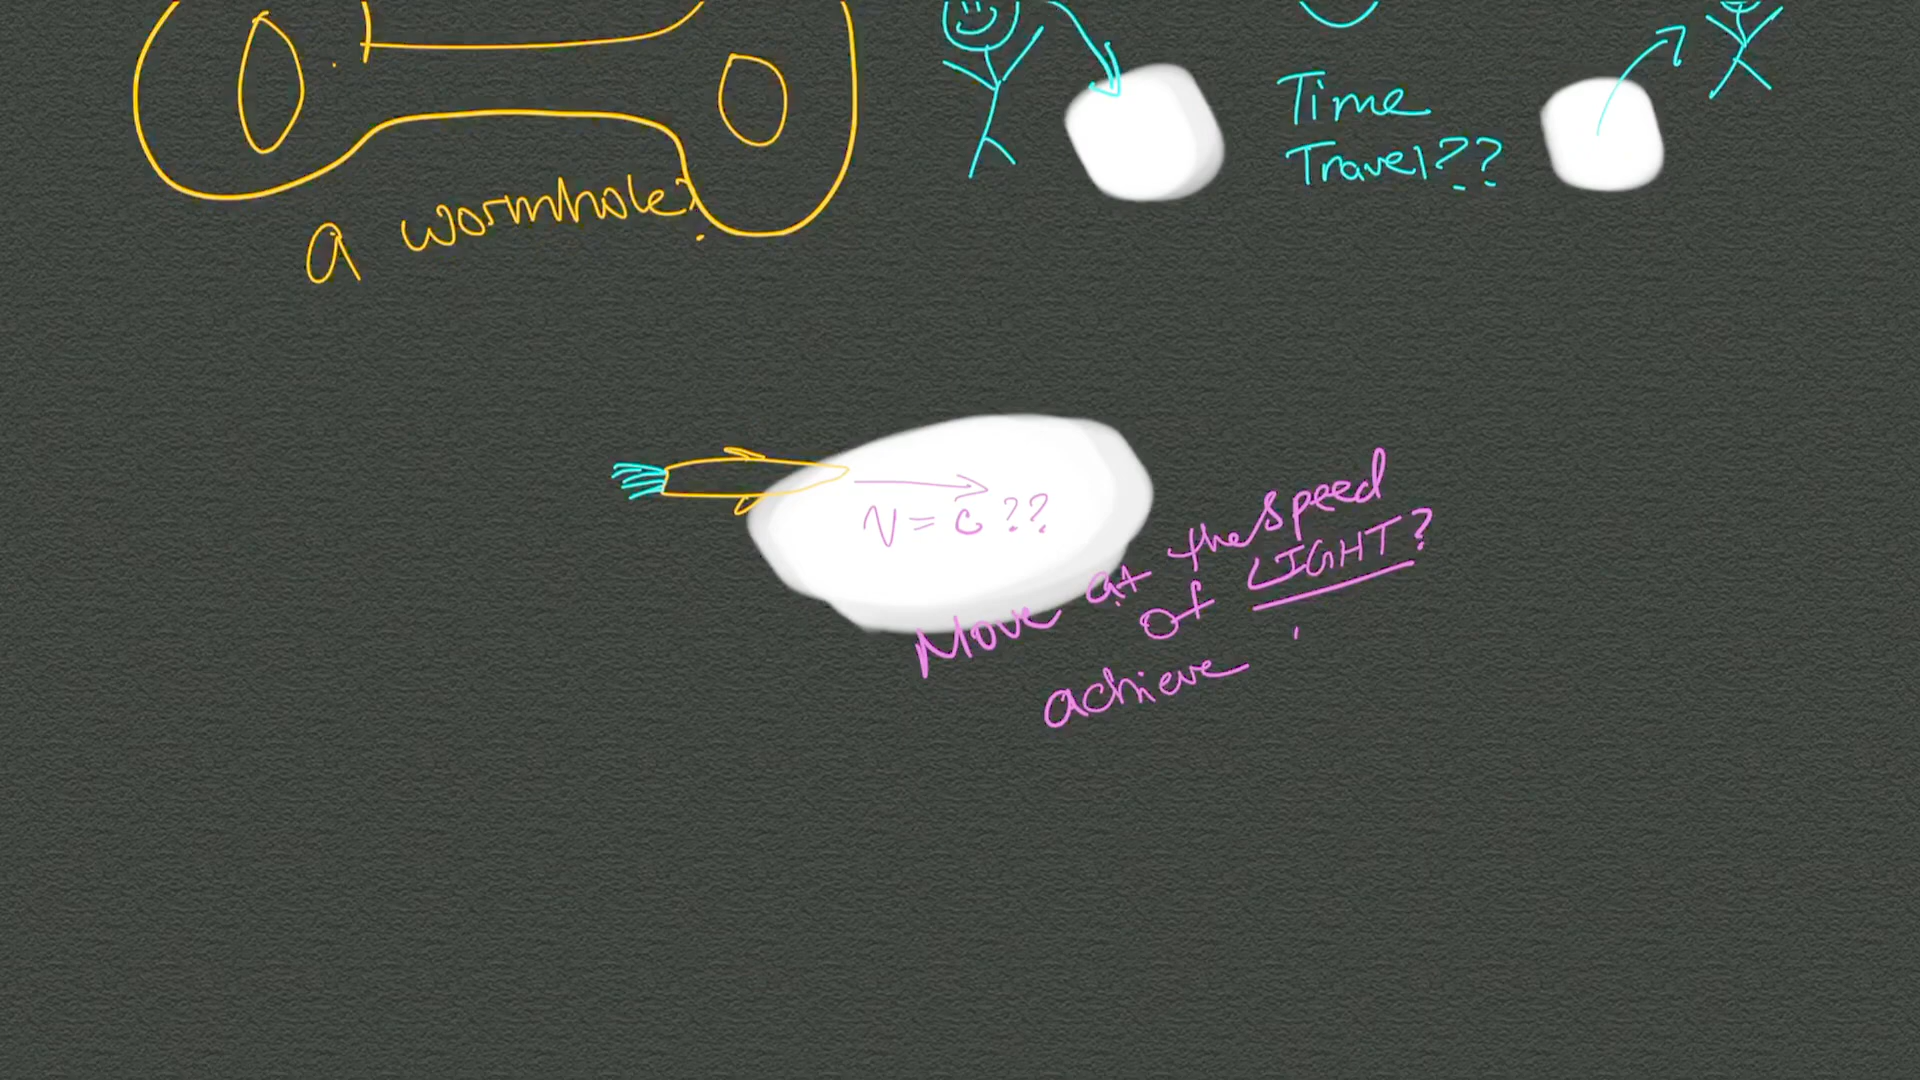 a wormhole?
Time
Travel??
V = c ??
Move at the speed
of LIGHT?
achieve